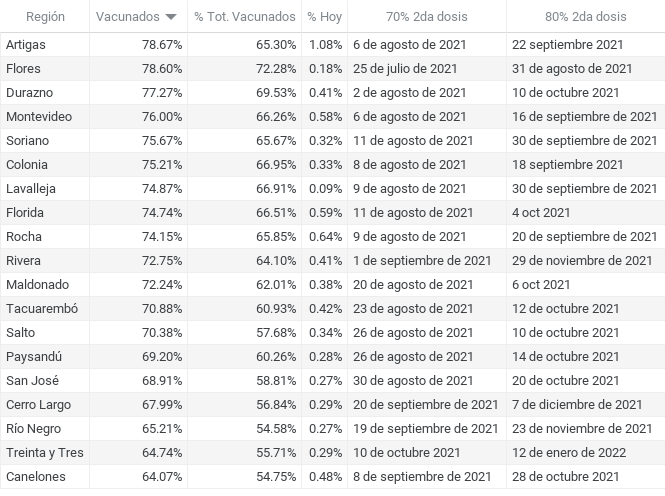 Región Vacunados % Tot. Vacunados % Hoy 70% 2da dosis 80% 2da dosis
Artigas 78.67% 65.30% 1.08% 6 de agosto de 2021 22 septiembre 2021
Flores 78.60% 72.28% 0.18% 25 de julio de 2021 31 de agosto de 2021
Durazno 77.27% 69.53% 0.41% 2 de agosto de 2021 10 de octubre 2021
Montevideo 76.00% 66.26% 0.58% 6 de agosto de 2021 16 de septiembre de 2021
Soriano 75.67% 65.67% 0.32% 11 de agosto de 2021 30 de septiembre de 2021
Colonia 75.21% 66.95% 0.33% 8 de agosto de 2021 18 septiembre 2021
Lavalleja 74.87% 66.91% 0.09% 9 de agosto de 2021 30 de septiembre de 2021
Florida 74.74% 66.51% 0.59% 11 de agosto de 2021 4 oct 2021
Rocha 74.15% 65.85% 0.64% 9 de agosto de 2021 20 de septiembre de 2021
Rivera 72.75% 64.10% 0.41% 1 de septiembre de 2021 29 de noviembre de 2021
Maldonado 72.24% 62.01% 0.38% 20 de agosto de 2021 6 oct 2021
Tacuarembó 70.88% 60.93% 0.42% 23 de agosto de 2021 12 de octubre 2021
Salto 70.38% 57.68% 0.34% 26 de agosto de 2021 10 de octubre 2021
Paysandú 69.20% 60.26% 0.28% 26 de agosto de 2021 14 de octubre 2021
San José 68.91% 58.81% 0.27% 30 de agosto de 2021 20 de octubre 2021
Cerro Largo 67.99% 56.84% 0.29% 20 de septiembre de 2021 7 de diciembre de 2021
Río Negro 65.21% 54.58% 0.27% 19 de septiembre de 2021 23 de noviembre de 2021
Treinta y Tres 64.74% 55.71% 0.29% 10 de octubre 2021 12 de enero de 2022
Canelones 64.07% 54.75% 0.48% 8 de septiembre de 2021 28 de octubre 2021